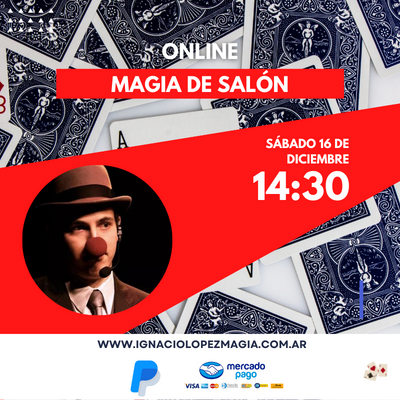 ONLINE
MAGIA DE SALÓN
SÁBADO 16 DE
DICIEMBRE
14:30
A
WWW.IGNACIOLOPEZMAGIA.COM.AR
mercado
pago
VISA